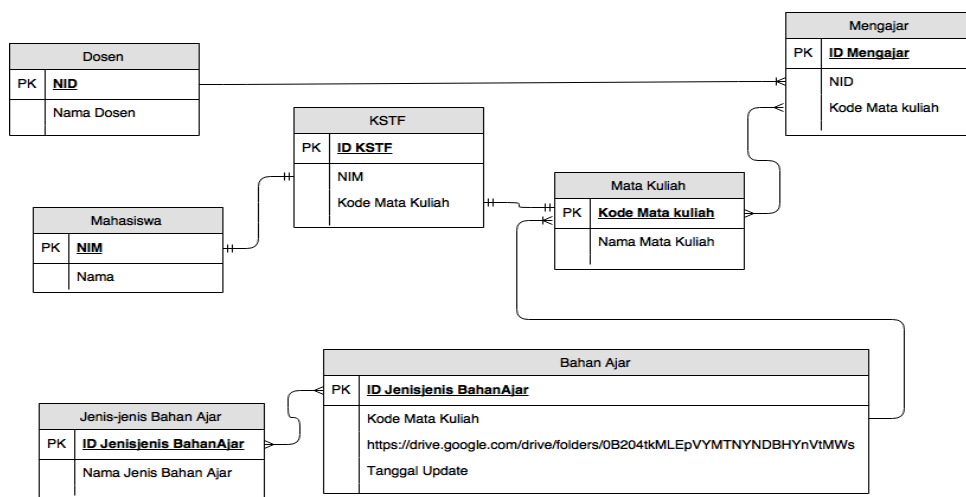 Mengajar
PK ID Mengajar
NID
Kode Mata kuliah
Dosen
PK NID
Nama Dosen
KSTF
PK ID KSTF
NIM
Kode Mata Kuliah
Mata Kuliah
PK Kode Mata kuliah
Nama Mata Kuliah
Mahasiswa
PK NIM
Nama
Bahan Ajar
PK ID Jenisjenis BahanAjar
Kode Mata Kuliah
https://drive.google.com/drive/folders/0B204tkMLEpVYMTNYNDBHYnVtMWs
Tanggal Update
Jenis-jenis Bahan Ajar
PK ID Jenisjenis BahanAjar
Nama Jenis Bahan Ajar